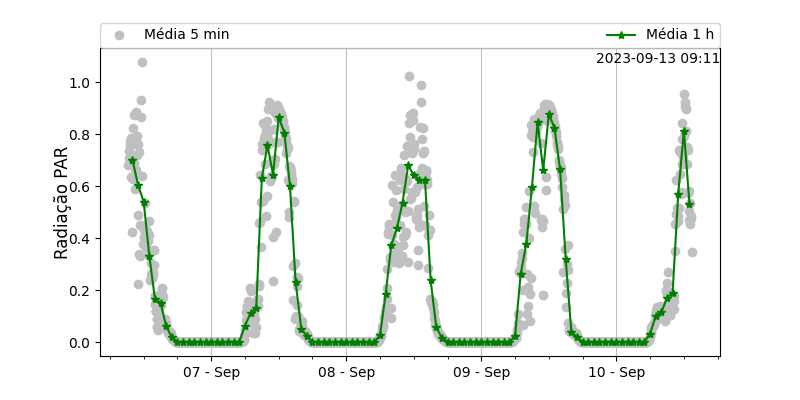 Média 5 min
Média 1 h
2023-09-13 09:11
Radiação PAR
1.0
0.8
0.6
0.4
0.2
0.0
07 - Sep
08 - Sep
09 - Sep
10 - Sep